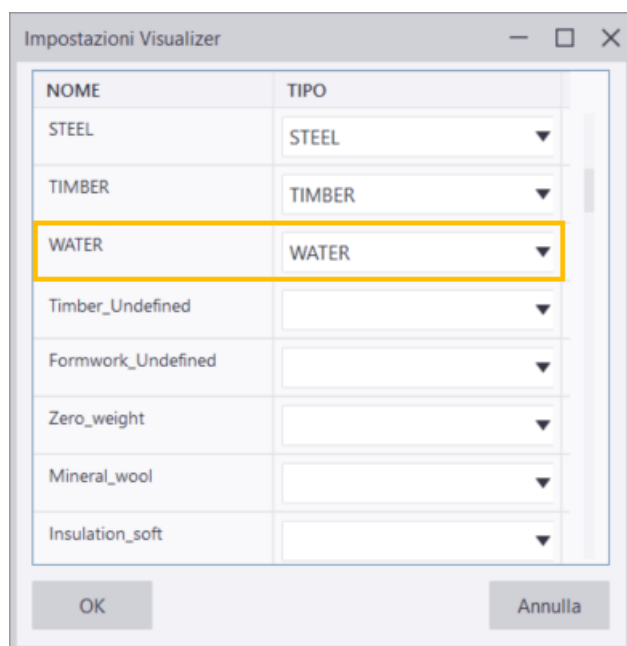 Impostazioni Visualizer
NOME TIPO
STEEL STEEL
TIMBER TIMBER
WATER WATER
Timber_Undefined
Formwork_Undefined
Zero_weight
Mineral_wool
Insulation_soft
OK Annulla